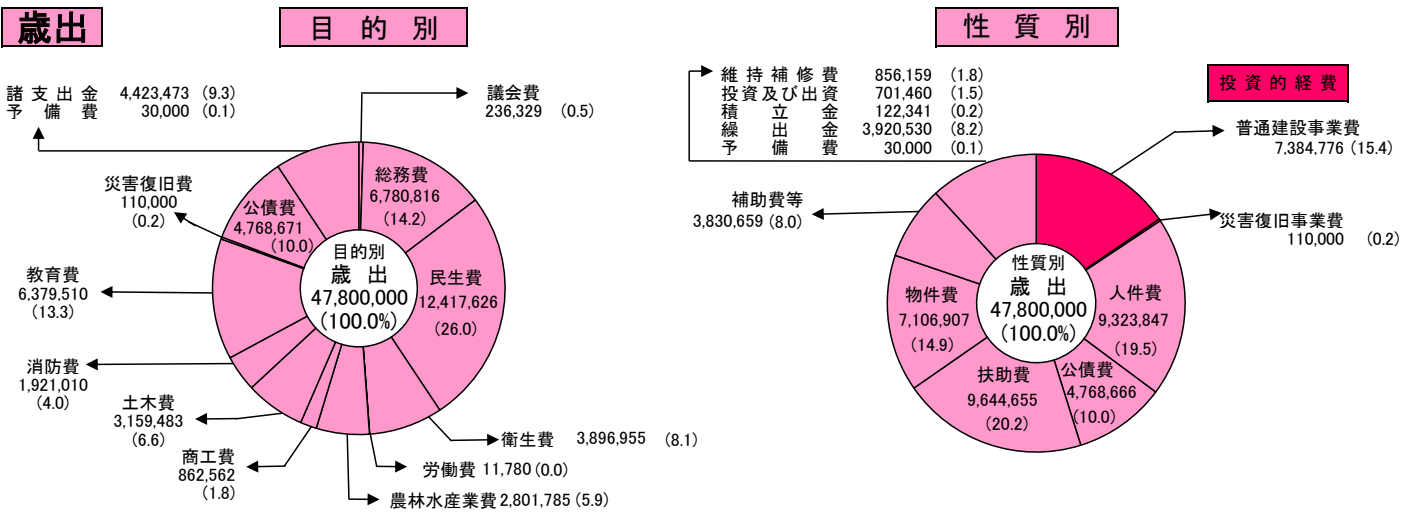 歳出
目的別
諸支出金 4,423,473 (9.3)
予備費 30,000 (0.1)
議会費
236,329 (0.5)
総務費
6,780,816
(14.2)
民生費
12,417,626
(26.0)
衛生費 3,896,955 (8.1)
労働費 11,780 (0.0)
農林水産業費 2,801,785 (5.9)
商工費
862,562
(1.8)
土木費
3,159,483
(6.6)
消防費
1,921,010
(4.0)
教育費
6,379,510
(13.3)
災害復旧費
110,000
(0.2)
公債費
4,768,671
(10.0)
目的別
歳出
47,800,000
(100.0%)
性質別
維持補修費 856,159 (1.8)
投資及び出資 701,460 (1.5)
積立金 122,341 (0.2)
繰出金 3,920,530 (8.2)
予備費 30,000 (0.1)
投資的経費
普通建設事業費
7,384,776 (15.4)
災害復旧事業費
110,000 (0.2)
人件費
9,323,847
(19.5)
公債費
4,768,666
(10.0)
扶助費
9,644,655
(20.2)
物件費
7,106,907
(14.9)
補助費等
3,830,659 (8.0)
性質別
歳出
47,800,000
(100.0%)